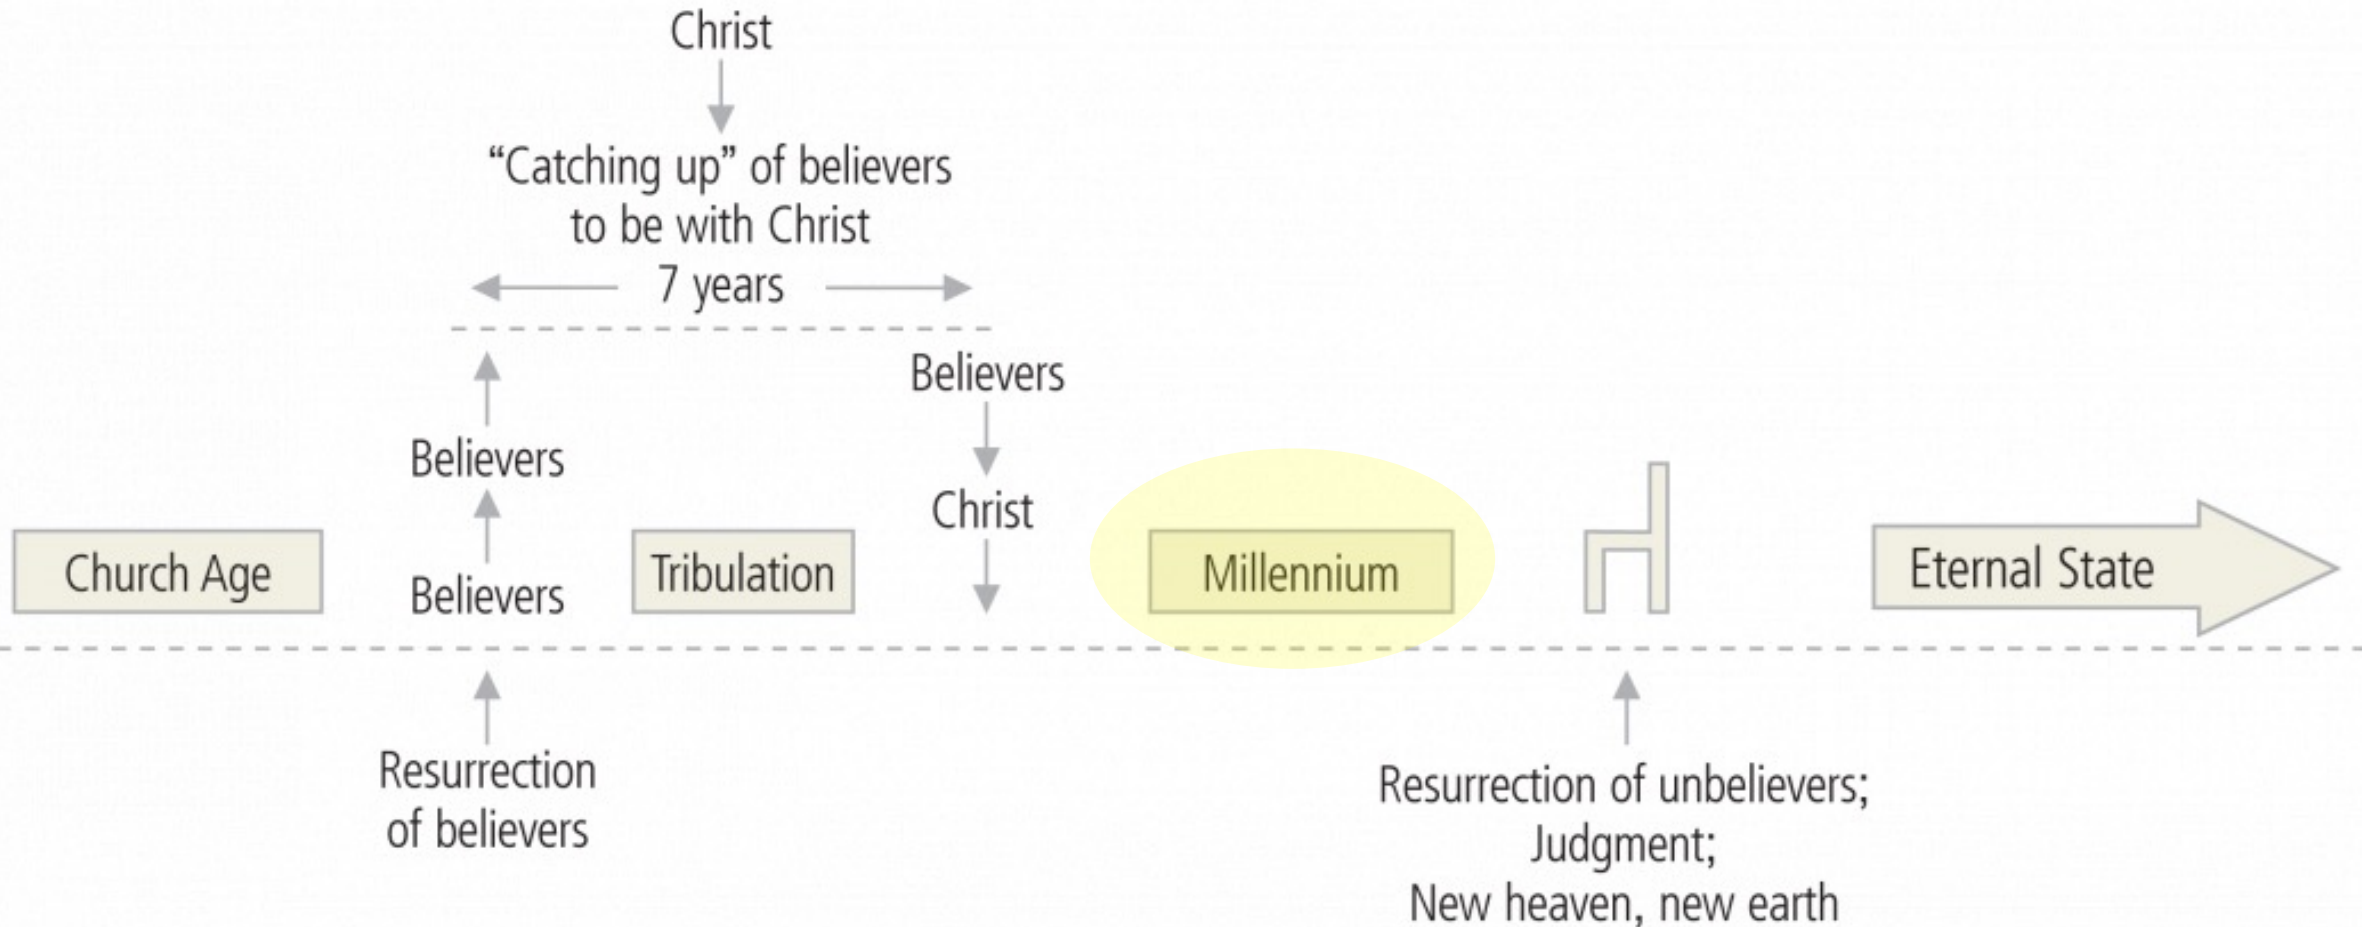 Christ
“Catching up” of believers
to be with Christ
7 years
Believers
Believers
Christ
Church Age
Believers
Tribulation
Millennium
Eternal State
Resurrection
of believers
Resurrection of unbelievers;
Judgment;
New heaven, new earth